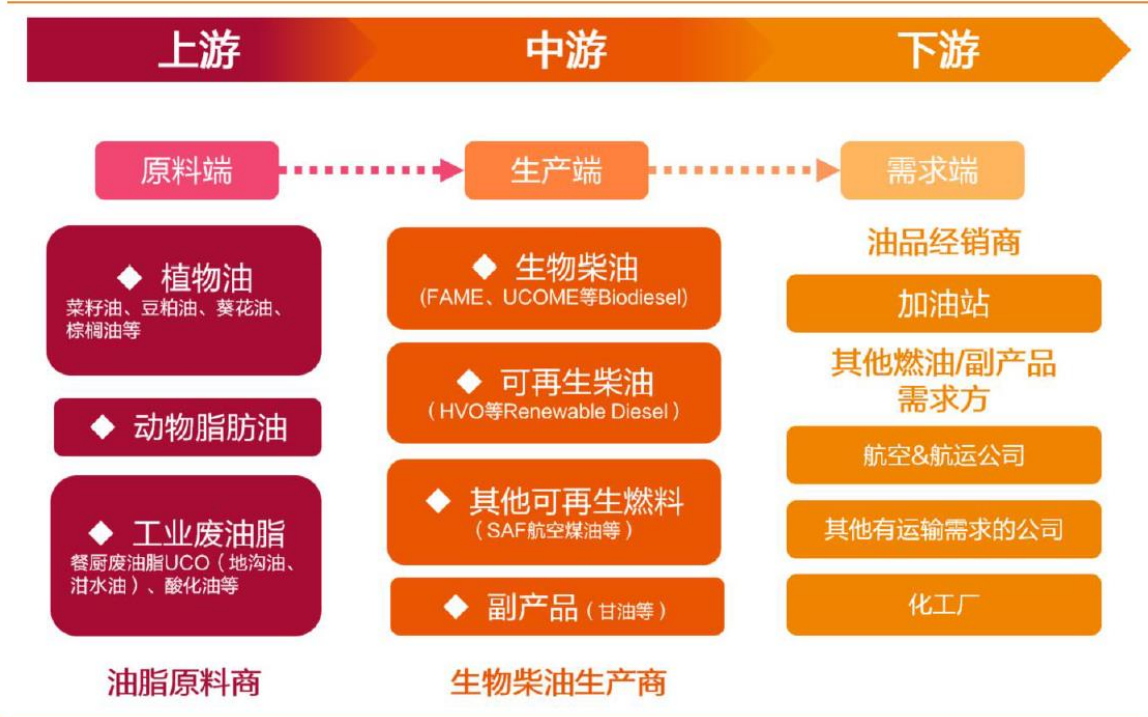 上游
中游
下游
原料端
生产端
需求端
◆ 植物油
菜籽油、豆粕油、葵花油、
棕榈油等
◆ 动物脂肪油
◆ 工业废油脂
餐厨废油脂UCO（地沟油、
泔水油）、酸化油等
油脂原料商
◆ 生物柴油
(FAME、UCOME等Biodiesel)
◆ 可再生柴油
（HVO等Renewable Diesel）
◆ 其他可再生燃料
（SAF航空煤油等）
◆ 副产品（甘油等）
生物柴油生产商
油品经销商
加油站
其他燃油/副产品
需求方
航空&航运公司
其他有运输需求的公司
化工厂